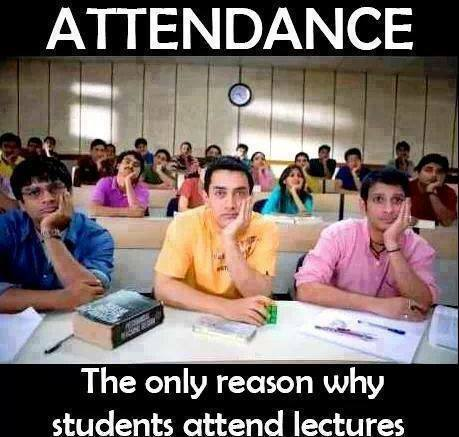 ATTENDANCE
The only reason why
students attend lectures